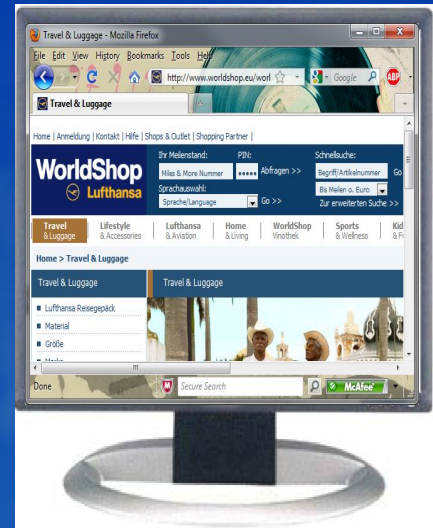 Travel & Luggage - Mozilla Firefox
File Edit View History Bookmarks Tools Help
http://www.worldshop.eu/worl Google ABP
Travel & Luggage
Home | Anmeldung | Kontakt | Hilfe | Shops & Outlet | Shopping Partner |
WorldShop
Lufthansa
Ihr Meilenstand: PIN: Schnellsuche:
Miles & More Nummer Abfragen >> Begriff/Artikelnummer Go
Sprachauswahl: Bis Meilen o. Euro
Sprache/Language Go >> Zur erweiterten Suche >>
Travel Lifestyle Lufthansa Home WorldShop Sports Kid
& Luggage & Accessories & Aviation & Living Vinothek & Wellness
Home > Travel & Luggage
Travel & Luggage Travel & Luggage
Lufthansa Reisegepäck
Material
Größe
Done Secure Search McAfee